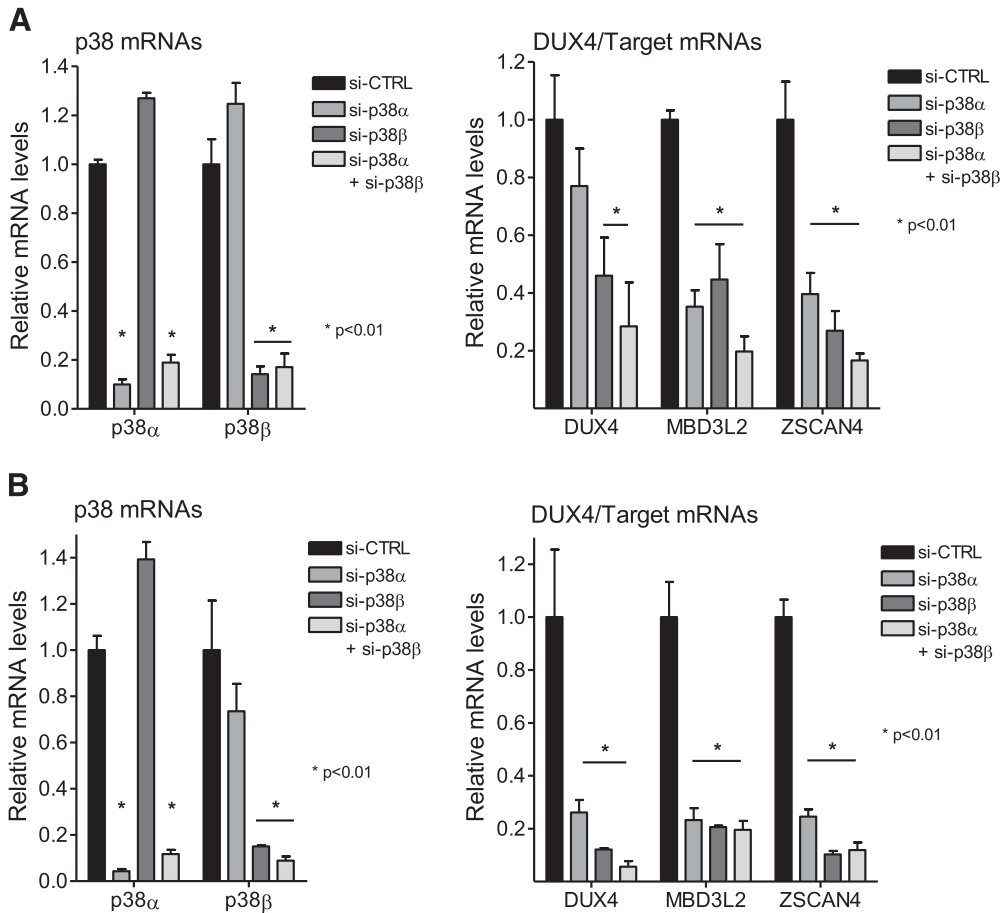 A
p38 mRNAs
Relative mRNA levels
1.4
1.2
1.0
0.8
0.6
0.4
0.2
0.0
* * *
p38α p38β
si-CTRL
si-p38α
si-p38β
si-p38α
+ si-p38β
* p<0.01
DUX4/Target mRNAs
Relative mRNA levels
1.2
1.0
0.8
0.6
0.4
0.2
* * *
DUX4 MBD3L2 ZSCAN4
si-CTRL
si-p38α
si-p38β
si-p38α
+ si-p38β
* p<0.01
B
p38 mRNAs
Relative mRNA levels
1.4
1.2
1.0
0.8
0.6
0.4
0.2
0.0
* * *
p38α p38β
si-CTRL
si-p38α
si-p38β
si-p38α
+ si-p38β
* p<0.01
DUX4/Target mRNAs
Relative mRNA levels
1.2
1.0
0.8
0.6
0.4
0.2
* * *
DUX4 MBD3L2 ZSCAN4
si-CTRL
si-p38α
si-p38β
si-p38α
+ si-p38β
* p<0.01